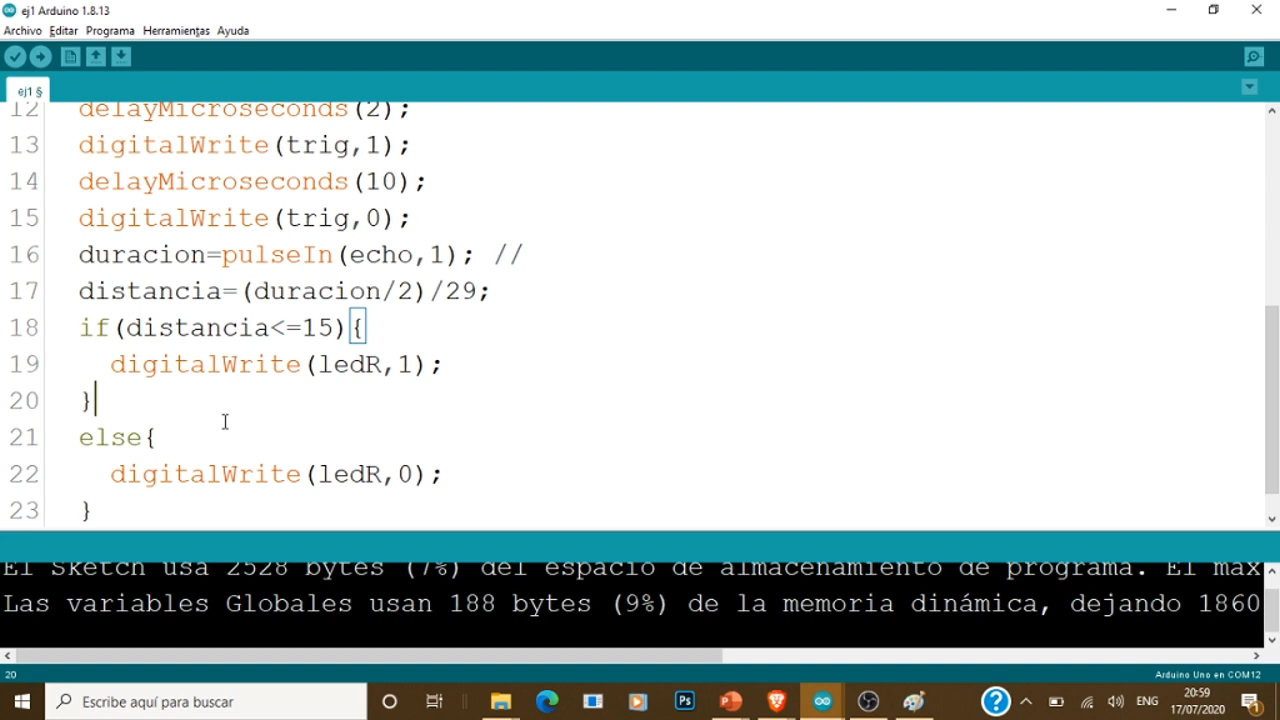 ej1 Arduino 1.8.13
Archivo Editar Programa Herramientas Ayuda
ej1 §
12 delayMicroseconds(2);
13 digitalWrite(trig,1);
14 delayMicroseconds(10);
15 digitalWrite(trig,0);
16 duracion=pulseIn(echo,1); //
17 distancia=(duracion/2)/29;
18 if(distancia<=15){
19 digitalWrite(ledR,1);
20 }
21 else{
22 digitalWrite(ledR,0);
23 }
El Sketch usa 2528 bytes (7%) del espacio de almacenamiento de programa. El máx
Las variables Globales usan 188 bytes (9%) de la memoria dinámica, dejando 1860
20 Arduino Uno en COM12
Escribe aquí para buscar
Ps
ENG
20:59
17/07/2020
1